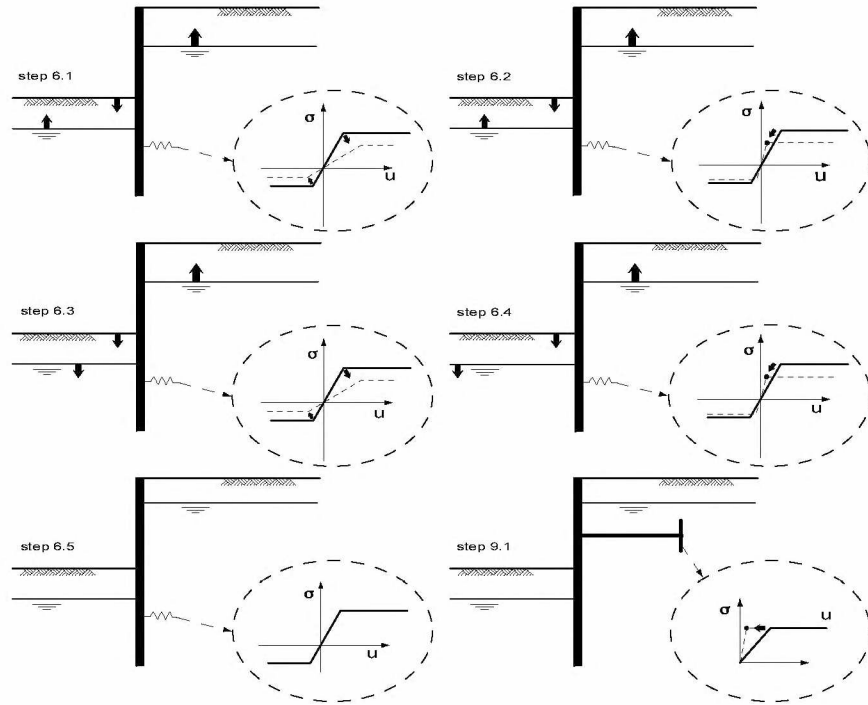 step 6.1
σ
u
step 6.2
σ
u
step 6.3
σ
u
step 6.4
σ
u
step 6.5
σ
u
step 9.1
σ
u